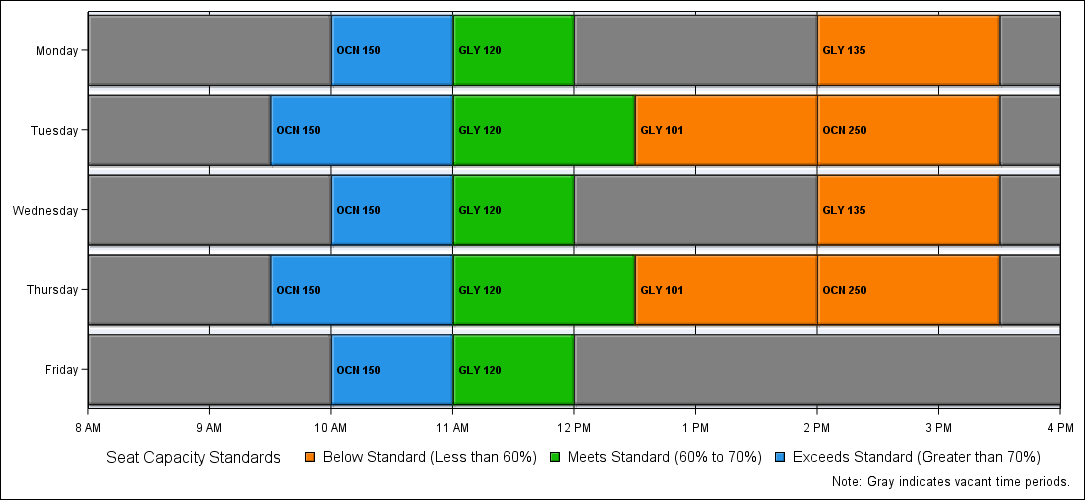 Monday OCN 150 GLY 120 GLY 135
Tuesday OCN 150 GLY 120 GLY 101 OCN 250
Wednesday OCN 150 GLY 120 GLY 135
Thursday OCN 150 GLY 120 GLY 101 OCN 250
Friday OCN 150 GLY 120
8 AM 9 AM 10 AM 11 AM 12 PM 1 PM 2 PM 3 PM 4 PM
Seat Capacity Standards Below Standard (Less than 60%) Meets Standard (60% to 70%) Exceeds Standard (Greater than 70%)
Note: Gray indicates vacant time periods.